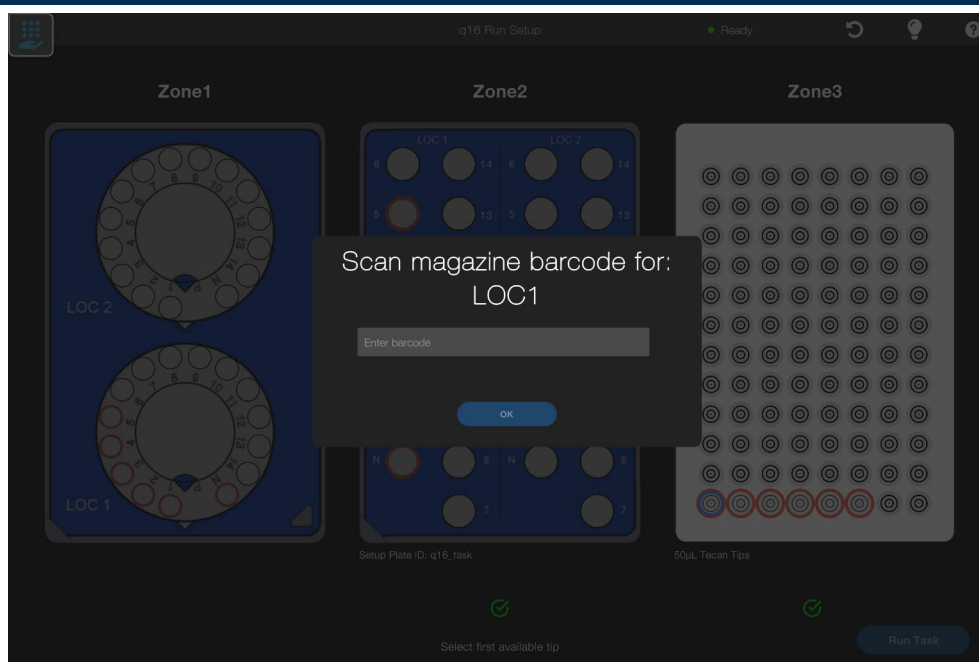 q16 Run Setup
Ready
Zone1
Zone2
Zone3
LOC 2
LOC 1
LOC 1
LOC 2
6
14
6
14
5
13
5
13
Scan magazine barcode for:
LOC1
Enter barcode
OK
N
8
N
8
7
7
Setup Plate ID: q16_task
50µL Tecan Tips
Select first available tip
Run Task